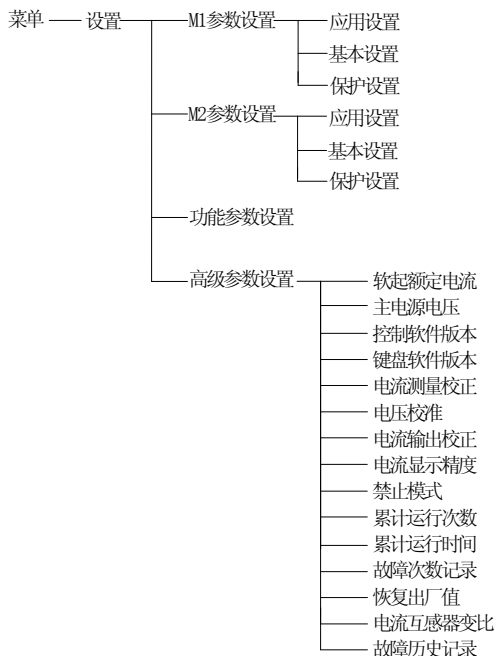 菜单 设置 M1参数设置 应用设置
基本设置
保护设置
M2参数设置 应用设置
基本设置
保护设置
功能参数设置
高级参数设置 软起额定电流
主电源电压
控制软件版本
键盘软件版本
电流测量校正
电压校准
电流输出校正
电流显示精度
禁止模式
累计运行次数
累计运行时间
故障次数记录
恢复出厂值
电流互感器变比
故障历史记录